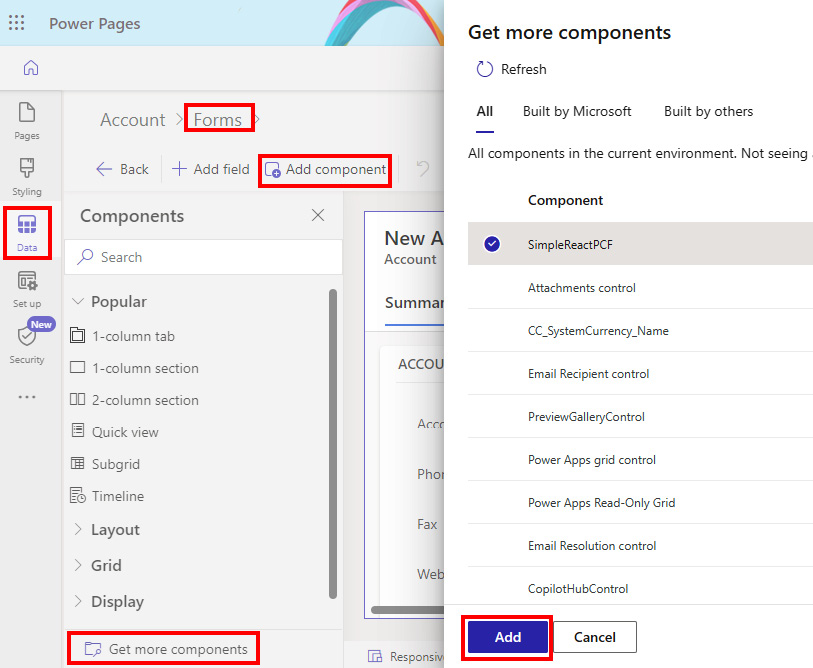 Power Pages
Pages
Styling
Data
Set up
New
Security
Account > Forms >
Back
Add field
Add component
Components
Search
Popular
1-column tab
1-column section
2-column section
Quick view
Subgrid
Timeline
Layout
Grid
Display
Get more components
New A
Account
Summar
ACCOU
Acco
Phon
Fax
Web
Responsiv
Get more components
Refresh
All
Built by Microsoft
Built by others
All components in the current environment. Not seeing
Component
SimpleReactPCF
Attachments control
CC_SystemCurrency_Name
Email Recipient control
PreviewGalleryControl
Power Apps grid control
Power Apps Read-Only Grid
Email Resolution control
CopilotHubControl
Add
Cancel